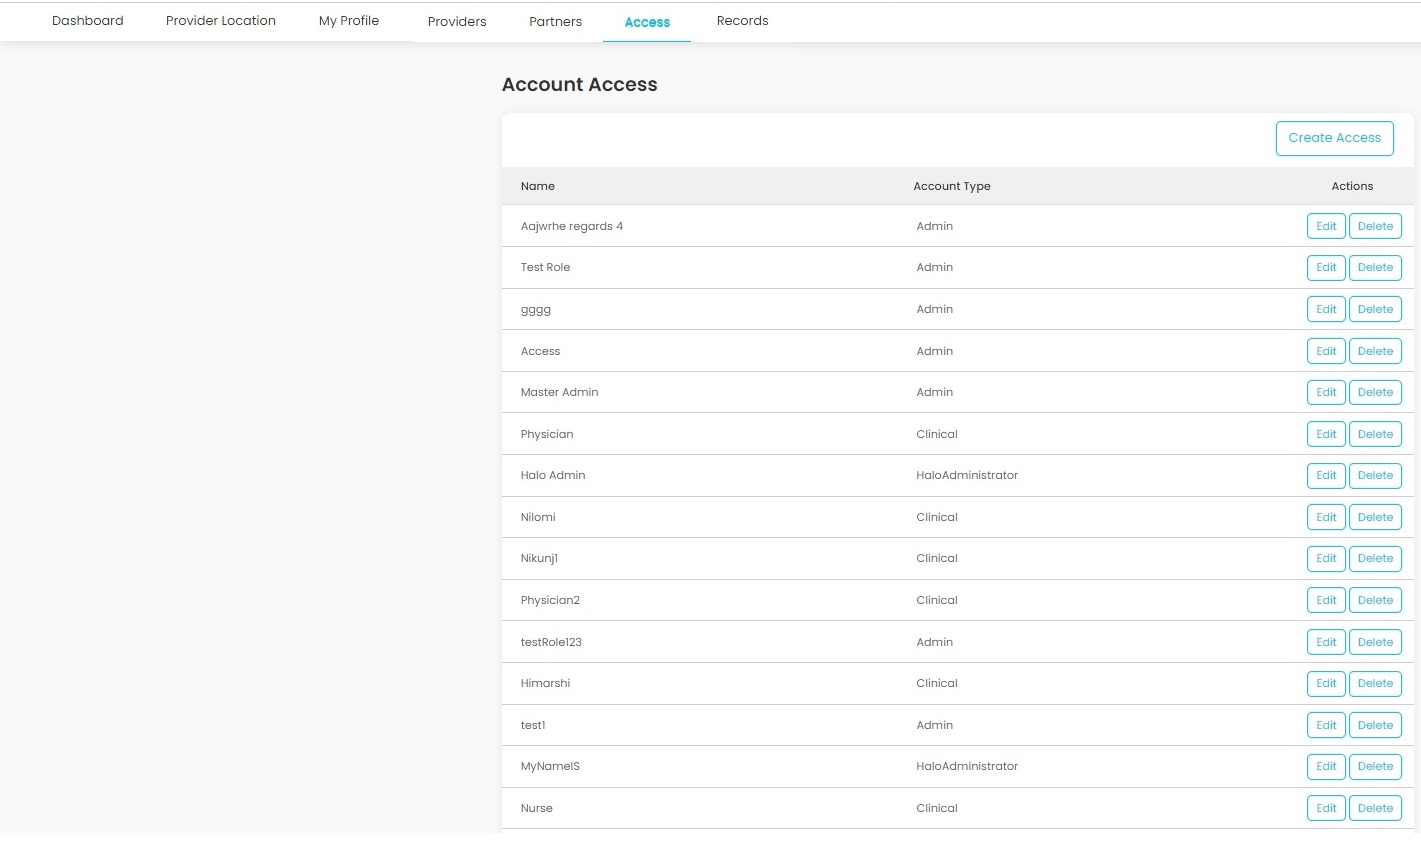 Dashboard Provider Location My Profile Providers Partners Access Records
Account Access
Create Access
Name Account Type Actions
Aajwrhe regards 4 Admin Edit Delete
Test Role Admin Edit Delete
gggg Admin Edit Delete
Access Admin Edit Delete
Master Admin Admin Edit Delete
Physician Clinical Edit Delete
Halo Admin HaloAdministrator Edit Delete
Nilomi Clinical Edit Delete
Nikunj1 Clinical Edit Delete
Physician2 Clinical Edit Delete
testRole123 Admin Edit Delete
Himarshi Clinical Edit Delete
test1 Admin Edit Delete
MyNameIS HaloAdministrator Edit Delete
Nurse Clinical Edit Delete